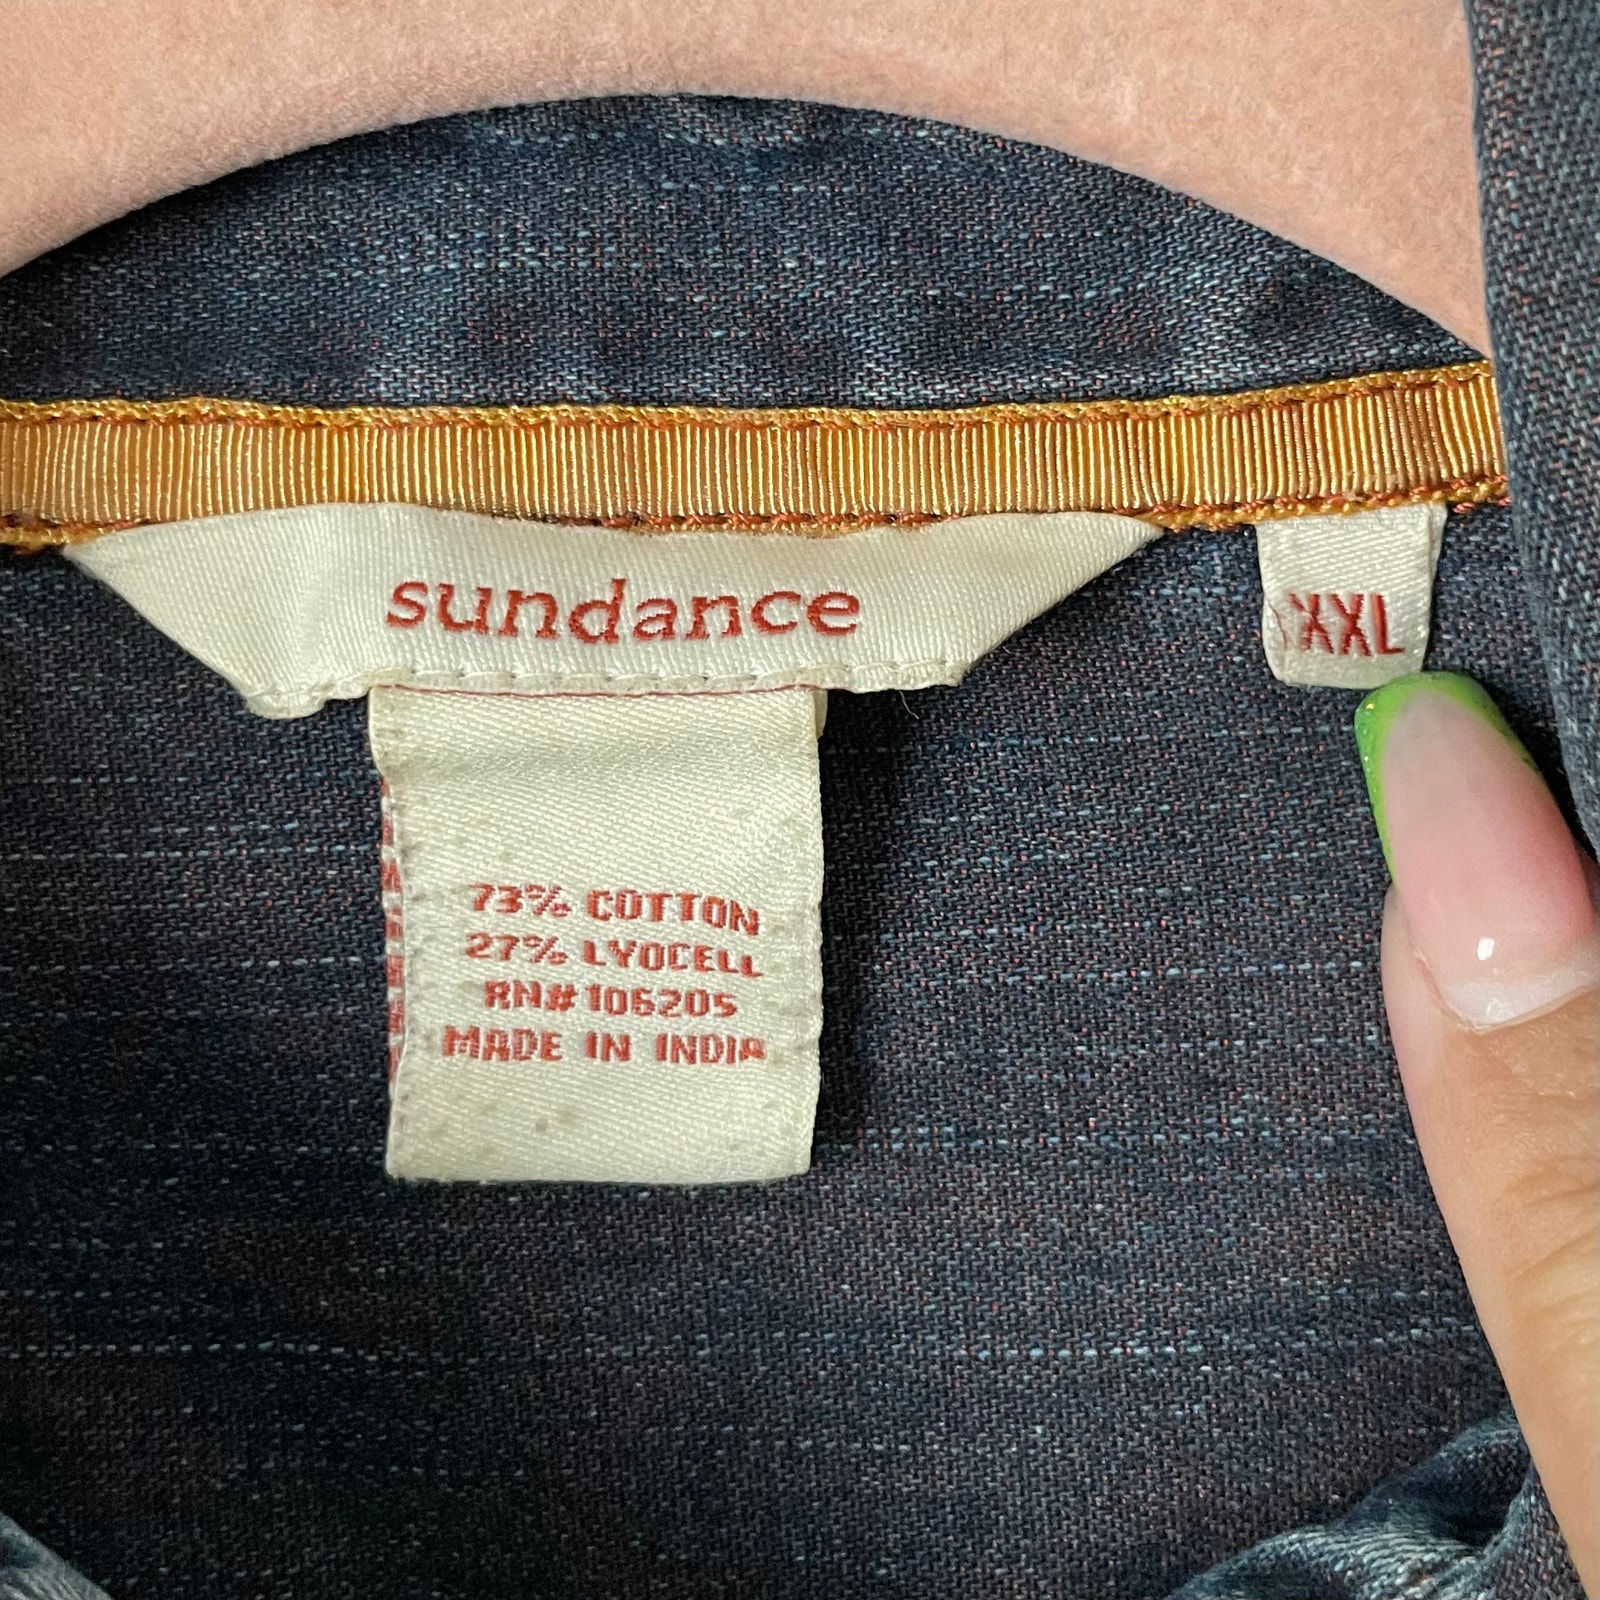 sundance
XXL
73% COTTON
27% LYOCELL
RN# 106205
MADE IN INDIA